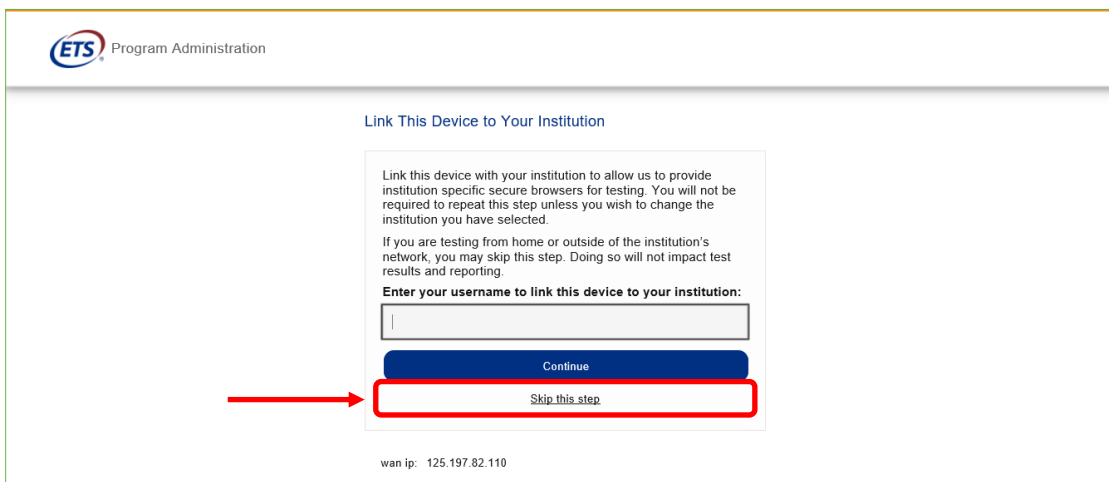 ETS Program Administration
Link This Device to Your Institution
Link this device with your institution to allow us to provide
institution specific secure browsers for testing. You will not be
required to repeat this step unless you wish to change the
institution you have selected.
If you are testing from home or outside of the institution's
network, you may skip this step. Doing so will not impact test
results and reporting.
Enter your username to link this device to your institution:
Continue
Skip this step
wan ip: 125.197.82.110